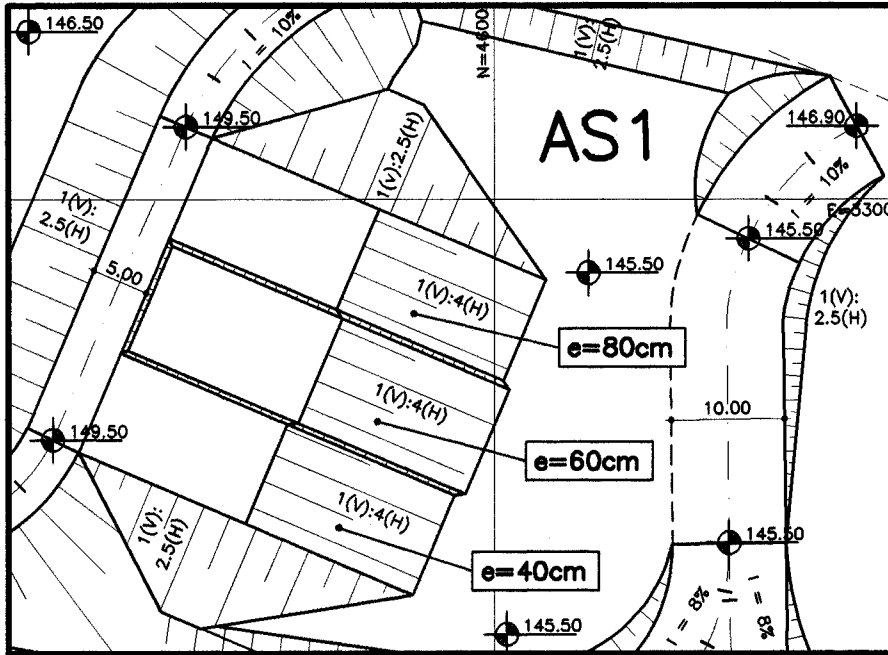 146.50
i = 10%
N=4600
1(V):
2.5(H)
149.50
1(V):2.5(H)
AS1
146.90
i = 10%
E=3300
1(V):
2.5(H)
145.50
5.00
145.50
1(V):4(H)
1(V):
2.5(H)
e=80cm
1(V):4(H)
10.00
149.50
e=60cm
1(V):4(H)
1(V):
2.5(H)
e=40cm
145.50
i = 8%
i = 8%
145.50